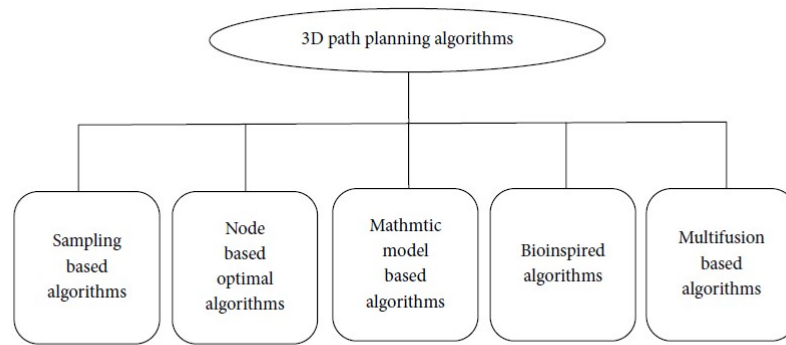 3D path planning algorithms
Sampling
based
algorithms
Node
based
optimal
algorithms
Mathmtic
model
based
algorithms
Bioinspired
algorithms
Multifusion
based
algorithms